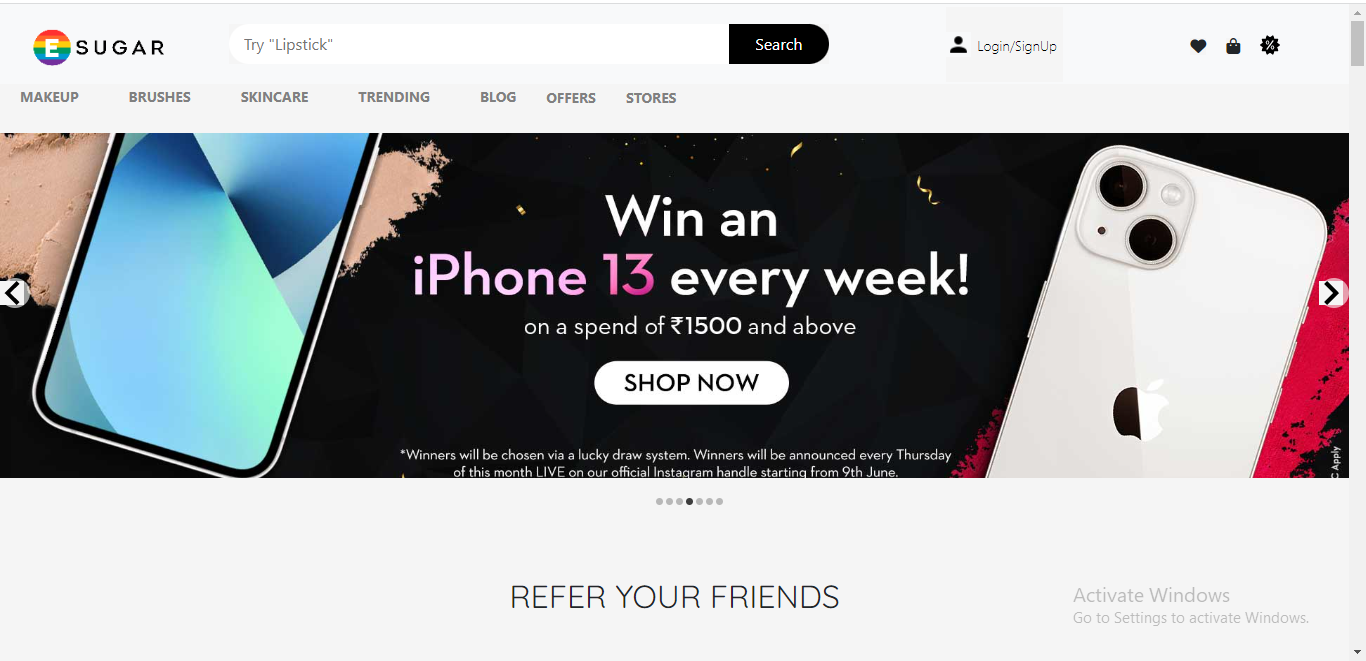 E SUGAR
Try "Lipstick"
Search
Login/SignUp
MAKEUP
BRUSHES
SKINCARE
TRENDING
BLOG
OFFERS
STORES
Win an
iPhone 13 every week!
on a spend of ₹1500 and above
SHOP NOW
*Winners will be chosen via a lucky draw system. Winners will be announced every Thursday
of this month LIVE on our official Instagram handle starting from 9th June.
C Apply
REFER YOUR FRIENDS
Activate Windows
Go to Settings to activate Windows.